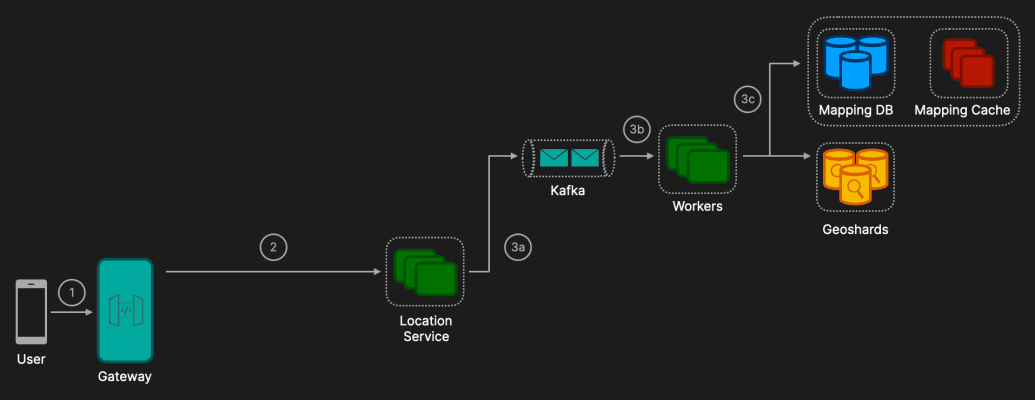 Mapping DB
Mapping Cache
3c
3b
Kafka
Workers
Geoshards
2
3a
1
</>
Location
Service
User
Gateway